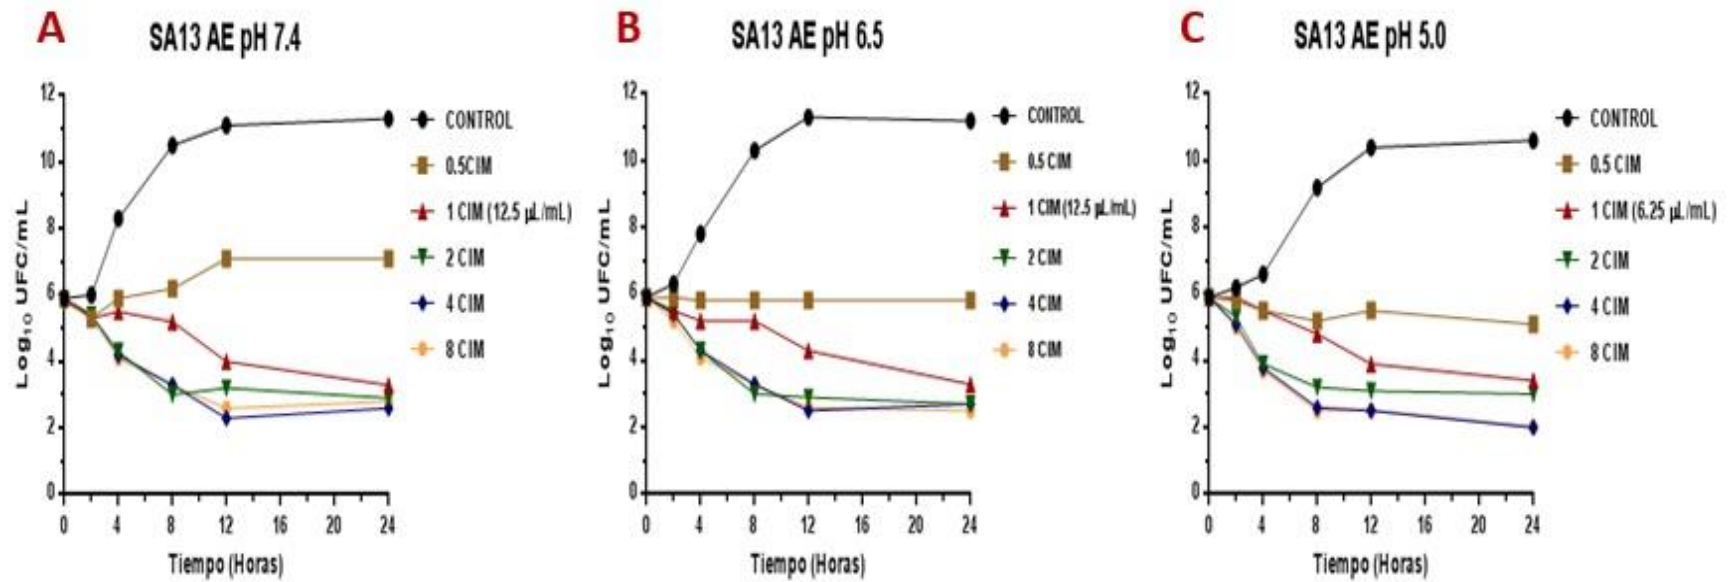 A
SA13 AE pH 7.4
12
10
8
6
4
2
0
Log₁₀ UFC/mL
0 4 8 12 16 20 24
Tiempo (Horas)
CONTROL
0.5CIM
1 CIM (12.5 µL/mL)
2 CIM
4 CIM
8 CIM
B
SA13 AE pH 6.5
12
10
8
6
4
2
0
Log₁₀ UFC/mL
0 4 8 12 16 20 24
Tiempo (Horas)
CONTROL
0.5 CIM
1 CIM (12.5 µL/mL)
2 CIM
4 CIM
8 CIM
C
SA13 AE pH 5.0
12
10
8
6
4
2
0
Log₁₀ UFC/mL
0 4 8 12 16 20 24
Tiempo (Horas)
CONTROL
0.5 CIM
1 CIM (6.25 µL/mL)
2 CIM
4 CIM
8 CIM